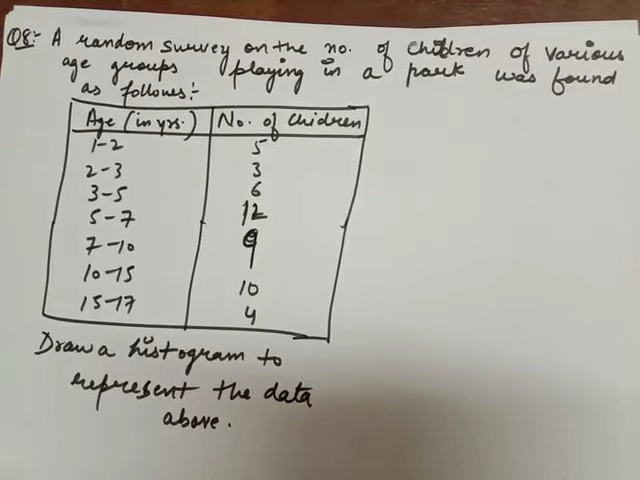 Q8:- A random survey on the no. of children of various
age groups playing in a park was found
as follows:-
Age (in yrs.) No. of Children
1-2 5
2-3 3
3-5 6
5-7 12
7-10 9
10-15 10
15-17 4
Draw a histogram to
represent the data
above.